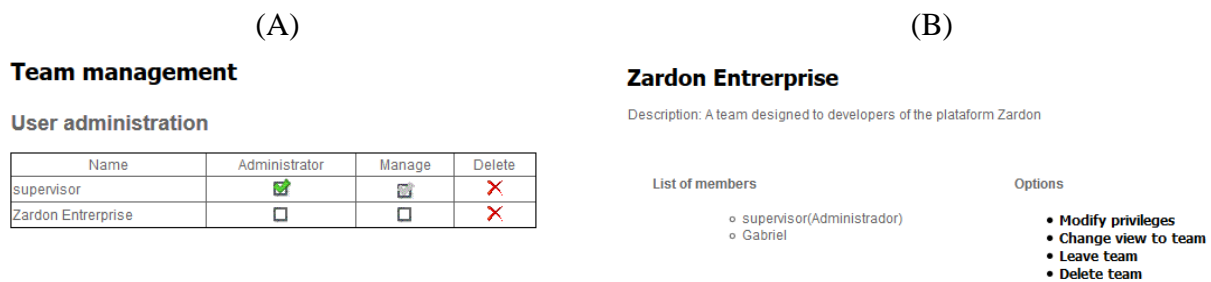 (A)
Team management
User administration
Name Administrator Manage Delete
supervisor
Zardon Entrerprise
(B)
Zardon Entrerprise
Description: A team designed to developers of the plataform Zardon
List of members
supervisor(Administrador)
Gabriel
Options
Modify privileges
Change view to team
Leave team
Delete team